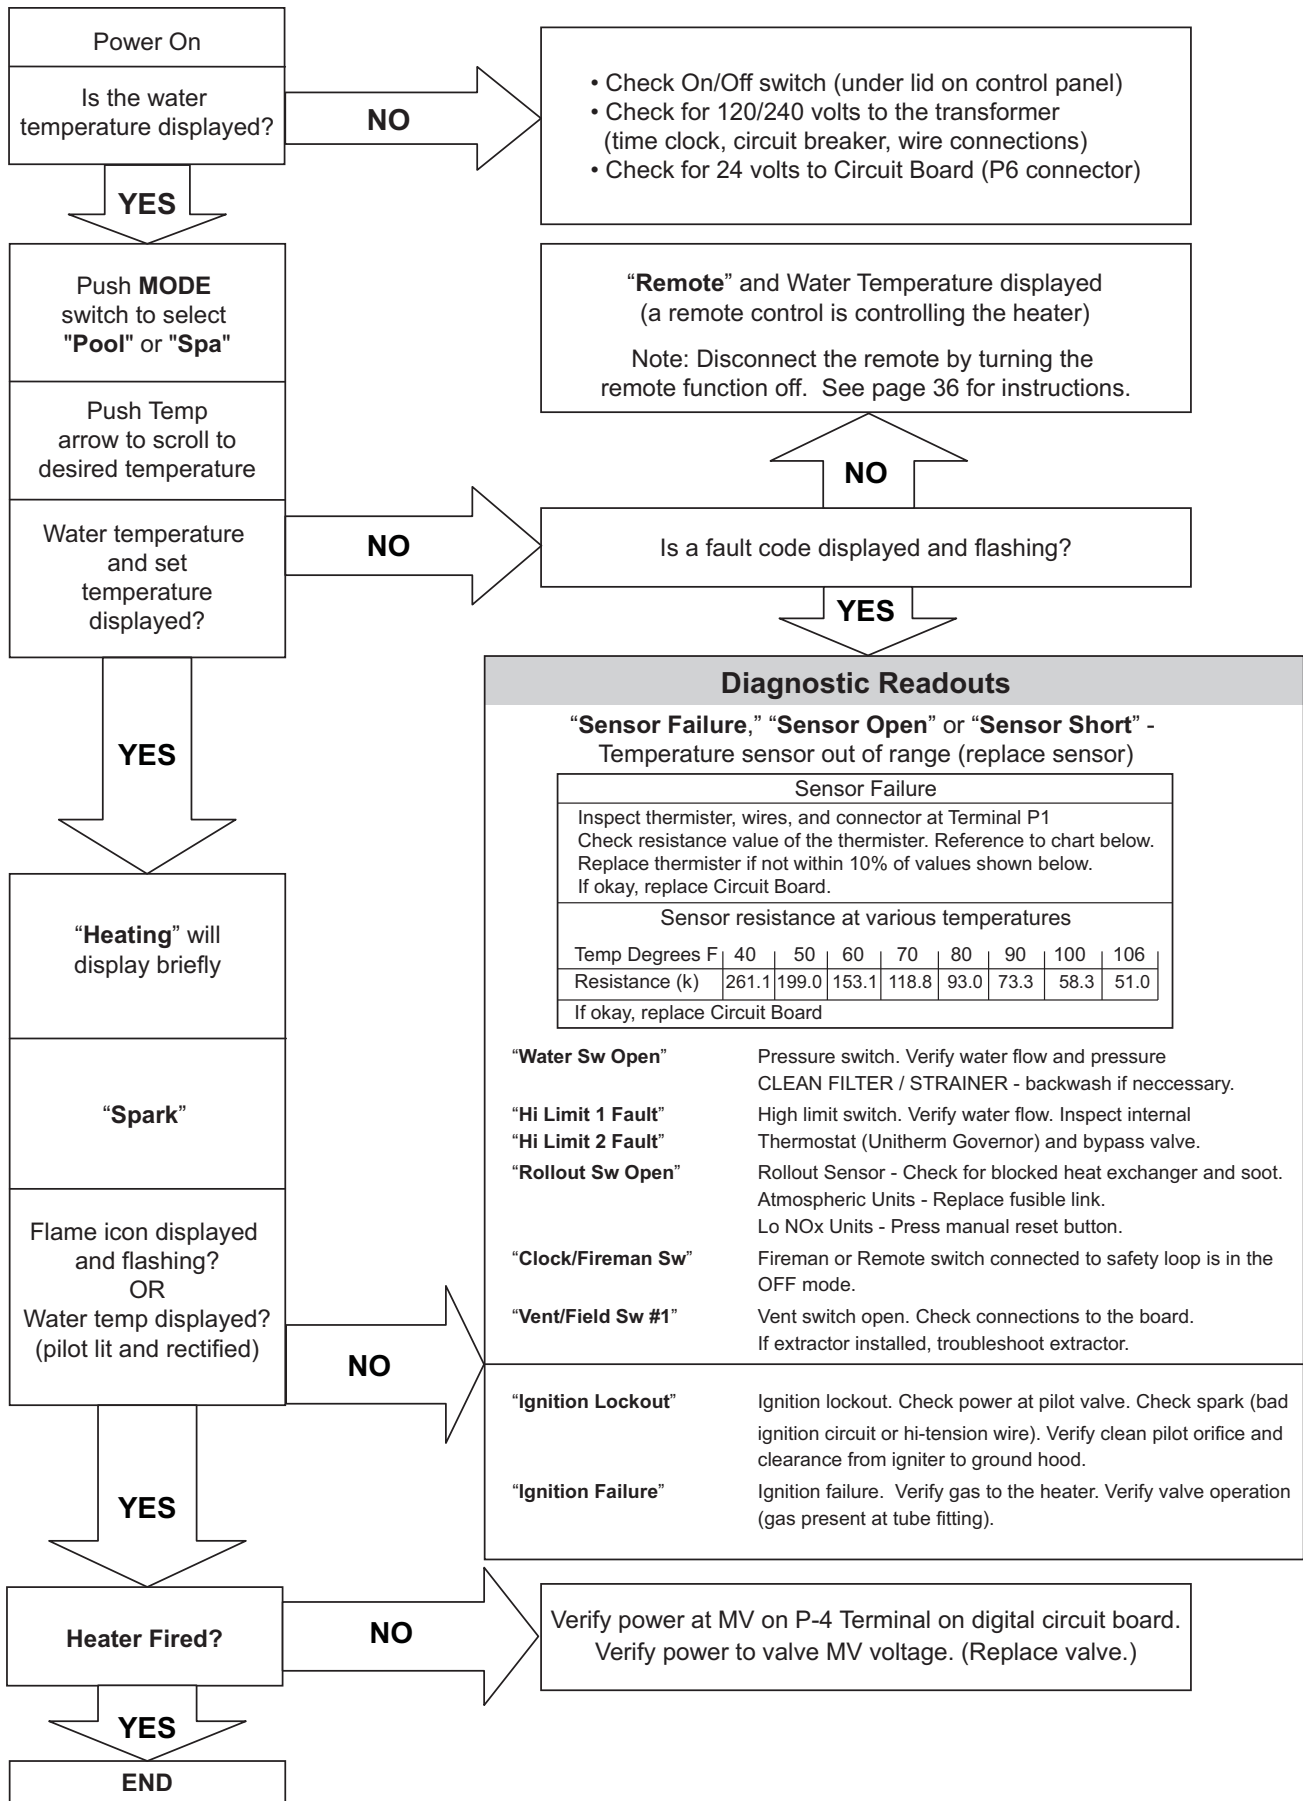 Power On
Is the water
temperature displayed?
NO
• Check On/Off switch (under lid on control panel)
• Check for 120/240 volts to the transformer
(time clock, circuit breaker, wire connections)
• Check for 24 volts to Circuit Board (P6 connector)
YES
Push MODE
switch to select
"Pool" or "Spa"
Push Temp
arrow to scroll to
desired temperature
Water temperature
and set
temperature
displayed?
NO
Is a fault code displayed and flashing?
NO
“Remote” and Water Temperature displayed
(a remote control is controlling the heater)
Note: Disconnect the remote by turning the
remote function off. See page 36 for instructions.
YES
Diagnostic Readouts
“Sensor Failure,” “Sensor Open” or “Sensor Short” -
Temperature sensor out of range (replace sensor)
Sensor Failure
Inspect thermister, wires, and connector at Terminal P1
Check resistance value of the thermister. Reference to chart below.
Replace thermister if not within 10% of values shown below.
If okay, replace Circuit Board.
Sensor resistance at various temperatures
Temp Degrees F 40 50 60 70 80 90 100 106
Resistance (k) 261.1 199.0 153.1 118.8 93.0 73.3 58.3 51.0
If okay, replace Circuit Board
“Water Sw Open” Pressure switch. Verify water flow and pressure
CLEAN FILTER / STRAINER - backwash if neccessary.
“Hi Limit 1 Fault” High limit switch. Verify water flow. Inspect internal
“Hi Limit 2 Fault” Thermostat (Unitherm Governor) and bypass valve.
“Rollout Sw Open” Rollout Sensor - Check for blocked heat exchanger and soot.
Atmospheric Units - Replace fusible link.
Lo NOx Units - Press manual reset button.
“Clock/Fireman Sw” Fireman or Remote switch connected to safety loop is in the
OFF mode.
“Vent/Field Sw #1” Vent switch open. Check connections to the board.
If extractor installed, troubleshoot extractor.
“Ignition Lockout” Ignition lockout. Check power at pilot valve. Check spark (bad
ignition circuit or hi-tension wire). Verify clean pilot orifice and
clearance from igniter to ground hood.
“Ignition Failure” Ignition failure. Verify gas to the heater. Verify valve operation
(gas present at tube fitting).
YES
“Heating” will
display briefly
“Spark”
Flame icon displayed
and flashing?
OR
Water temp displayed?
(pilot lit and rectified)
NO
YES
Heater Fired?
NO
Verify power at MV on P-4 Terminal on digital circuit board.
Verify power to valve MV voltage. (Replace valve.)
YES
END